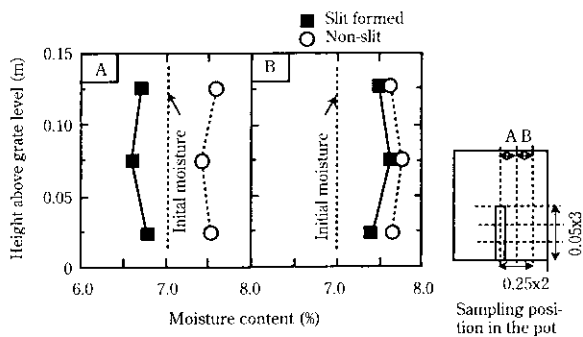 Slit formed
Non-slit
0.15
0.10
0.05
0
Height above grate level (m)
A
B
Inital moisture
Initial moisture
6.0
7.0
8.0
7.0
8.0
Moisture content (%)
A B
0.05x3
0.25x2
Sampling posi-
tion in the pot